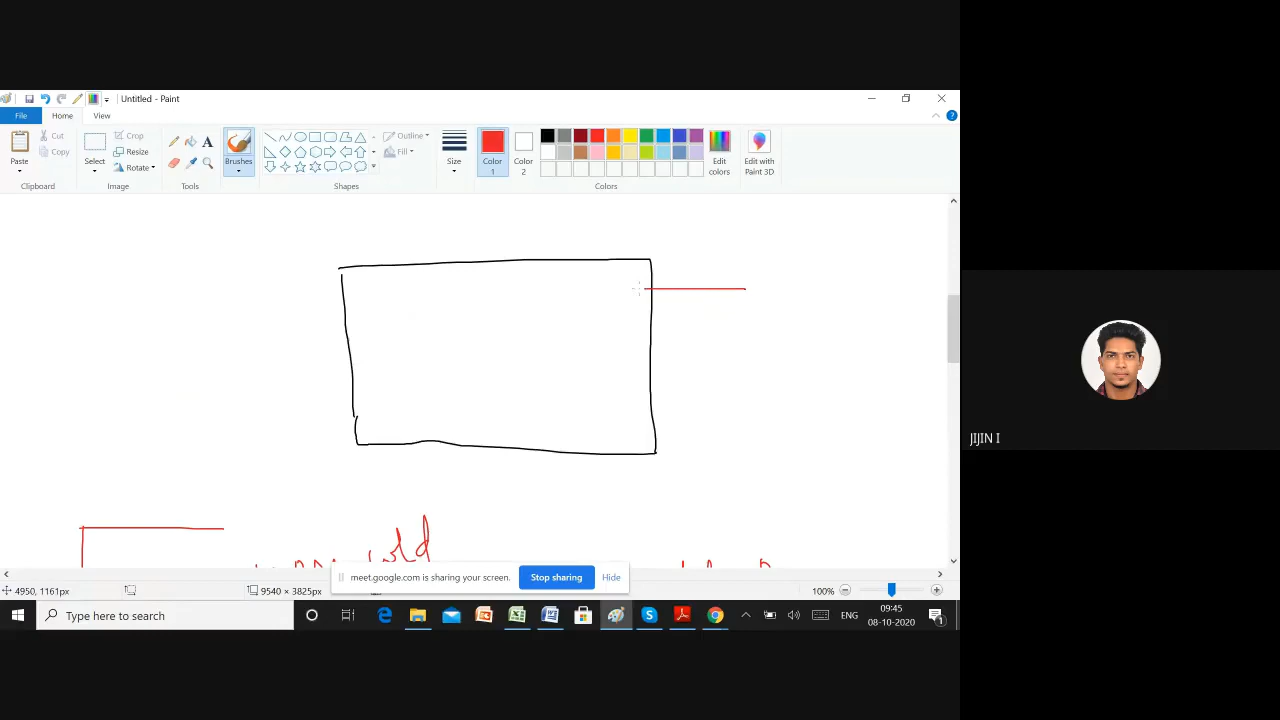 Untitled - Paint
File
Home
View
Paste
Cut
Copy
Clipboard
Select
Crop
Resize
Rotate
Image
Tools
Brushes
Shapes
Outline
Fill
Size
Color
1
Color
2
Colors
Edit
colors
Edit with
Paint 3D
JIJIN I
meet.google.com is sharing your screen.
Stop sharing
Hide
4950, 1161px
9540 × 3825px
100%
Type here to search
ENG
09:45
08-10-2020